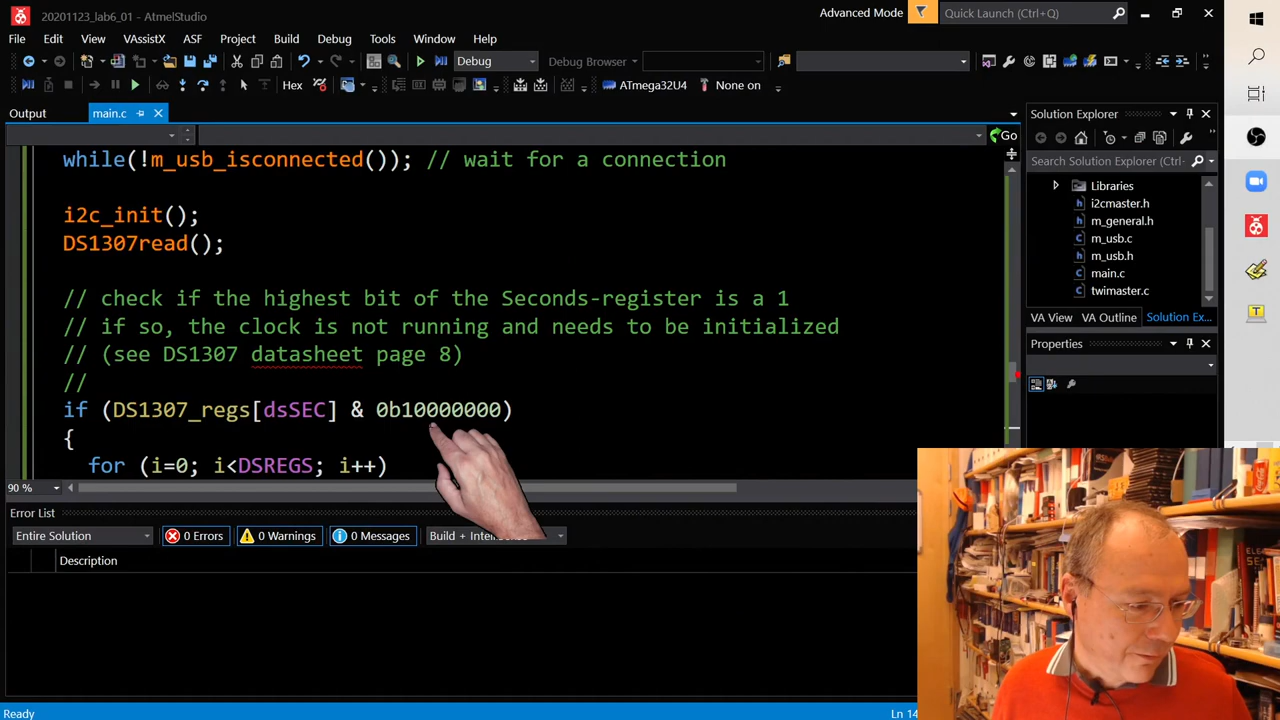 20201123_lab6_01 - AtmelStudio
Advanced Mode
Quick Launch (Ctrl+Q)
File Edit View VAssistX ASF Project Build Debug Tools Window Help
Debug
Debug Browser
Hex
ATmega32U4
None on
Output
main.c
Go
while(!m_usb_isconnected()); // wait for a connection
i2c_init();
DS1307read();
// check if the highest bit of the Seconds-register is a 1
// if so, the clock is not running and needs to be initialized
// (see DS1307 datasheet page 8)
//
if (DS1307_regs[dsSEC] & 0b10000000)
{
for (i=0; i<DSREGS; i++)
90 %
Solution Explorer
Search Solution Explorer (Ctrl-
Libraries
i2cmaster.h
m_general.h
m_usb.c
m_usb.h
main.c
twimaster.c
VA View VA Outline Solution Ex...
Properties
Error List
Entire Solution
0 Errors
0 Warnings
0 Messages
Description
Ready
Ln 14